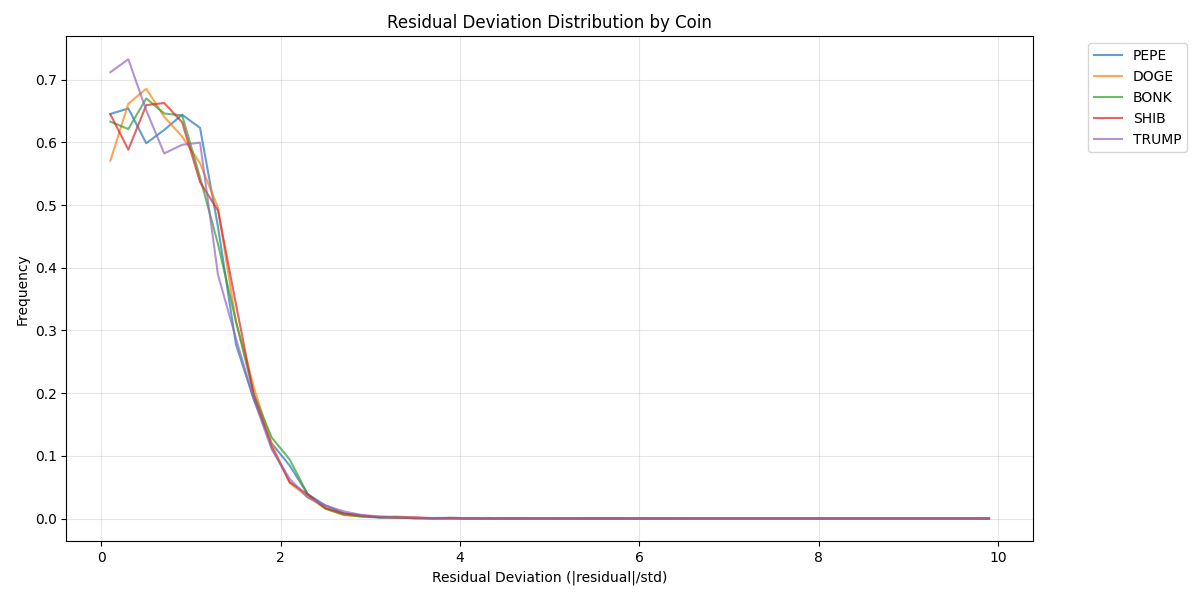 Residual Deviation Distribution by Coin
PEPE
DOGE
BONK
SHIB
TRUMP
Frequency
0.7
0.6
0.5
0.4
0.3
0.2
0.1
0.0
0
2
4
6
8
10
Residual Deviation (|residual|/std)